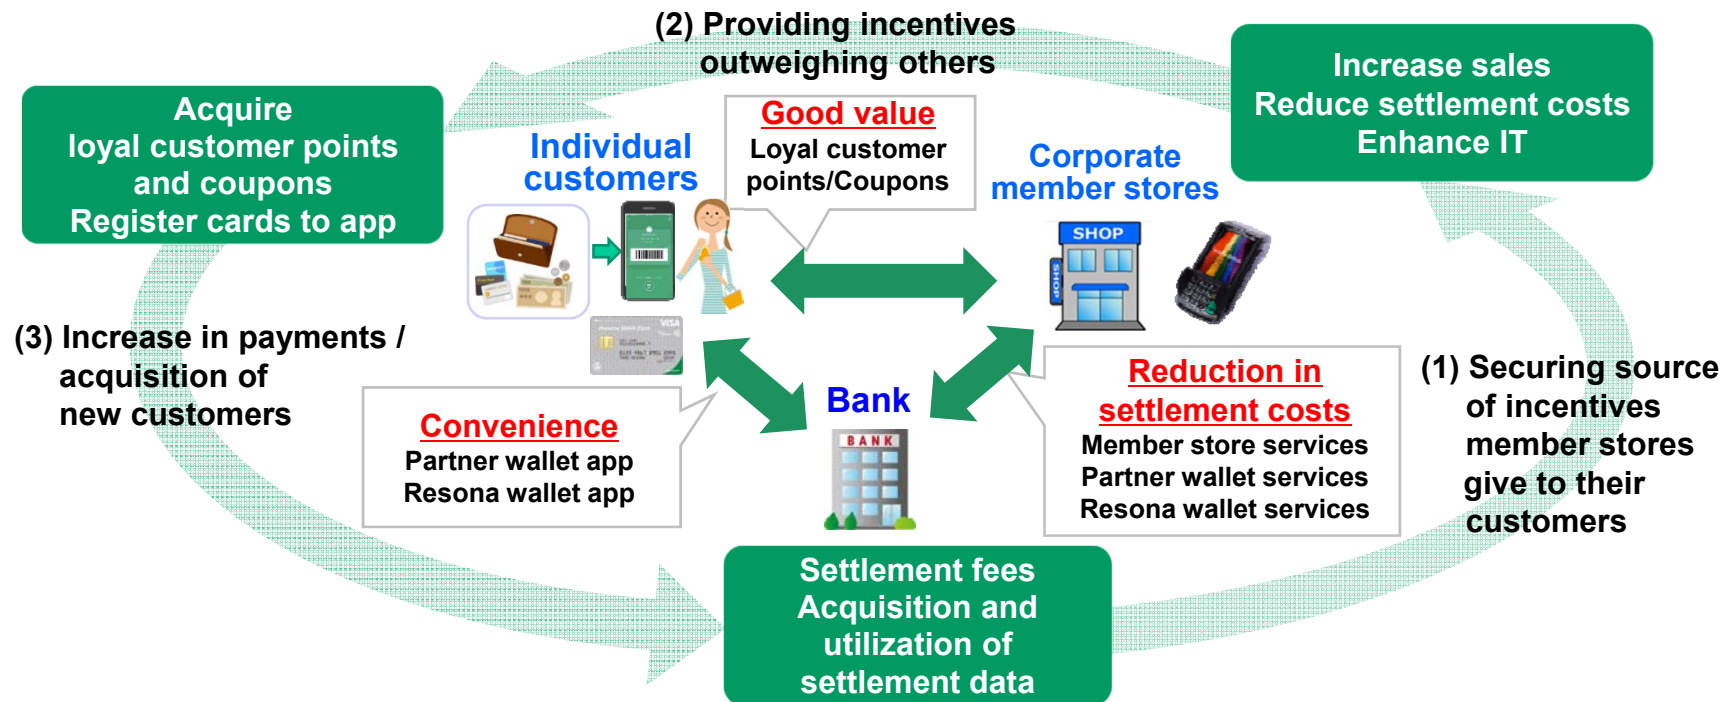 (2) Providing incentives
outweighing others
Increase sales
Reduce settlement costs
Enhance IT
Acquire
loyal customer points
and coupons
Register cards to app
Good value
Loyal customer
points/Coupons
Individual
customers
Corporate
member stores
SHOP
SHOP
VISA
(3) Increase in payments /
acquisition of
new customers
Convenience
Partner wallet app
Resona wallet app
Bank
BANK
Reduction in
settlement costs
Member store services
Partner wallet services
Resona wallet services
(1) Securing source
of incentives
member stores
give to their
customers
Settlement fees
Acquisition and
utilization of
settlement data